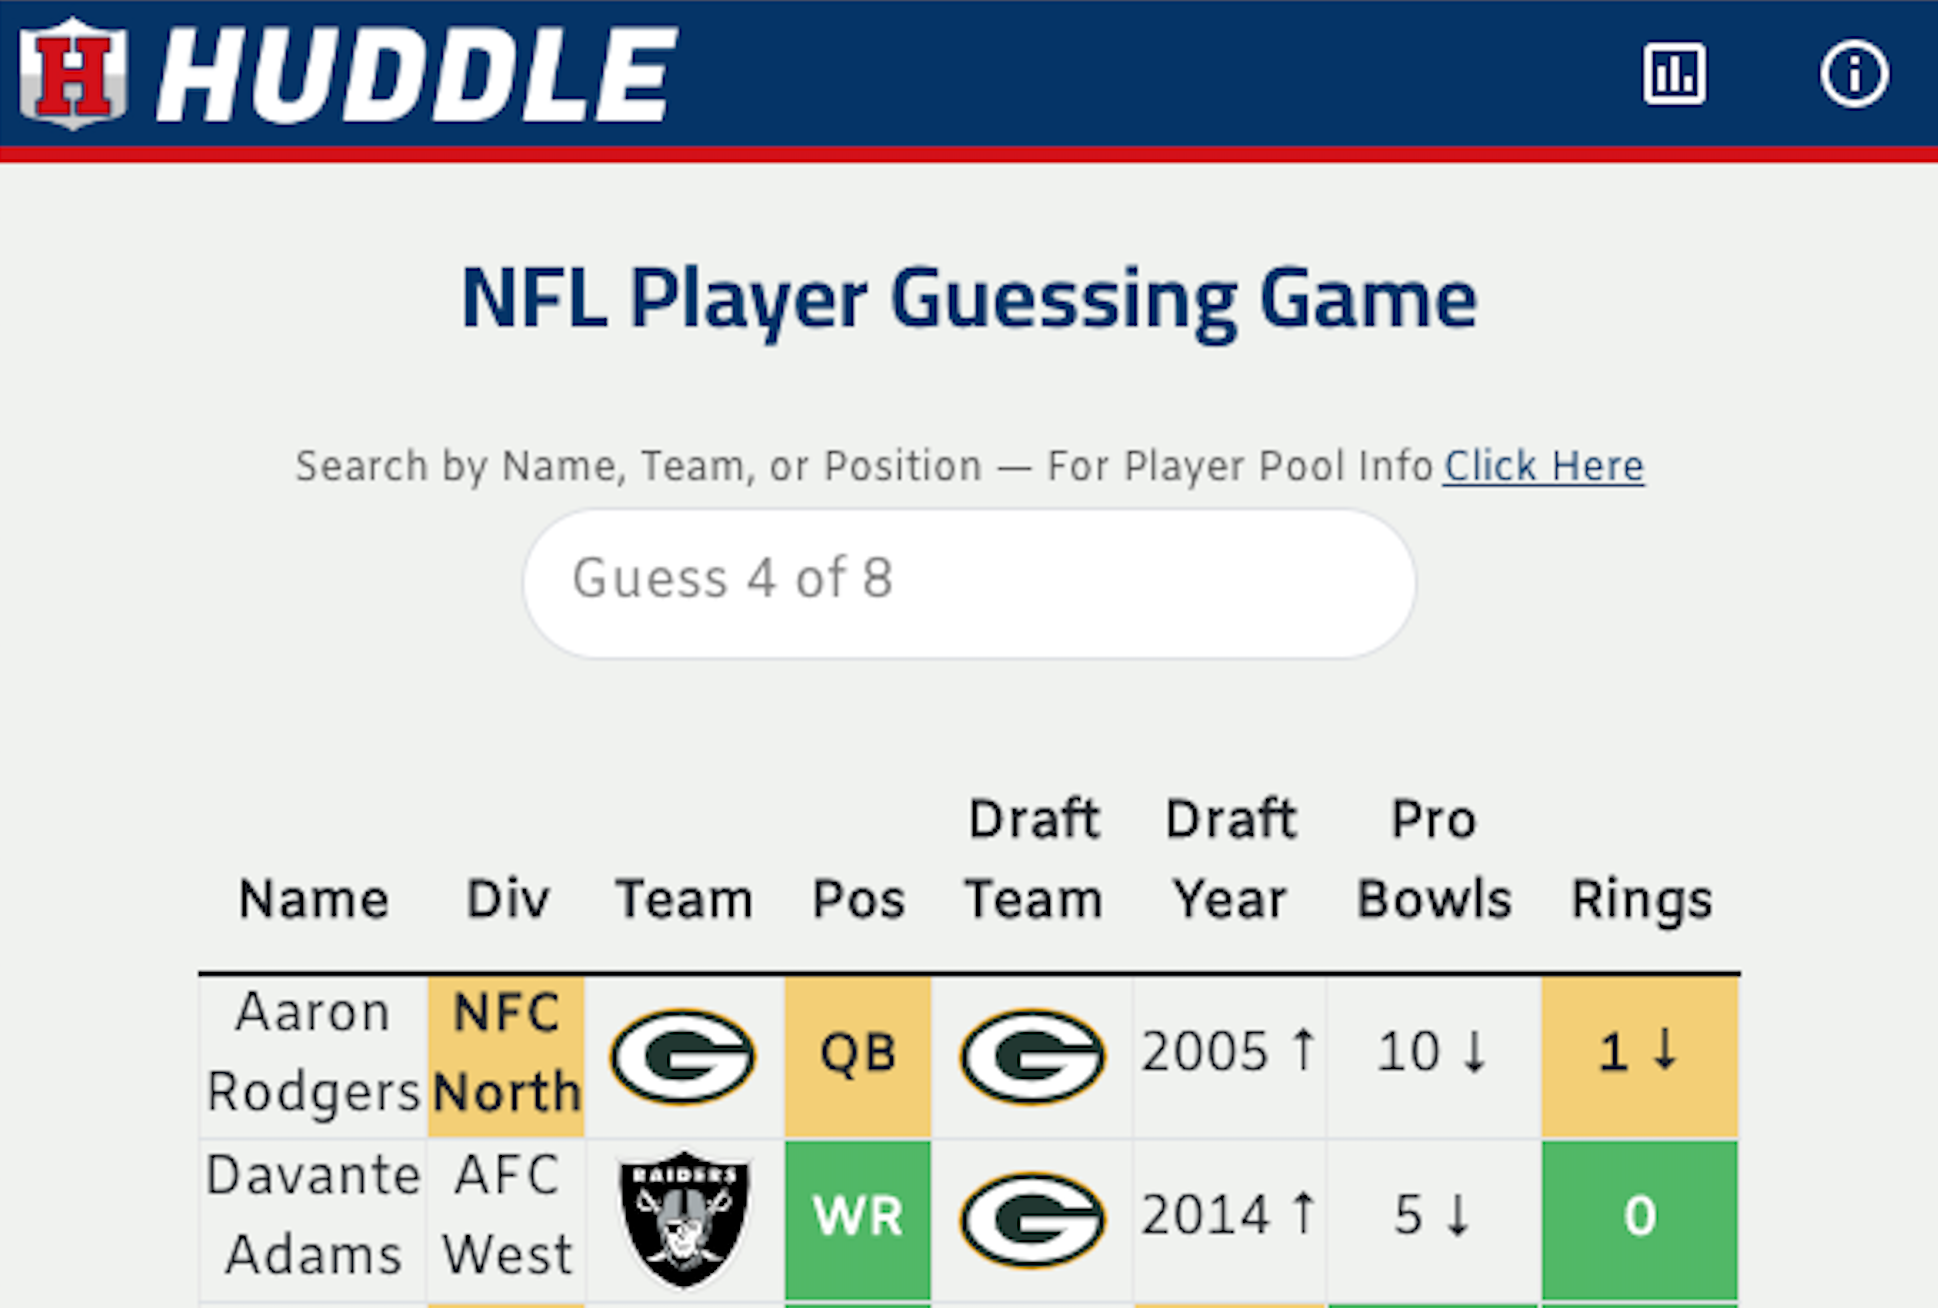 H HUDDLE
NFL Player Guessing Game
Search by Name, Team, or Position — For Player Pool Info Click Here
Guess 4 of 8
Draft Draft Pro
Name Div Team Pos Team Year Bowls Rings
Aaron NFC
G QB G 2005 ↑ 10 ↓ 1 ↓
Rodgers North
Davante AFC
RAIDERS WR G 2014 ↑ 5 ↓ 0
Adams West